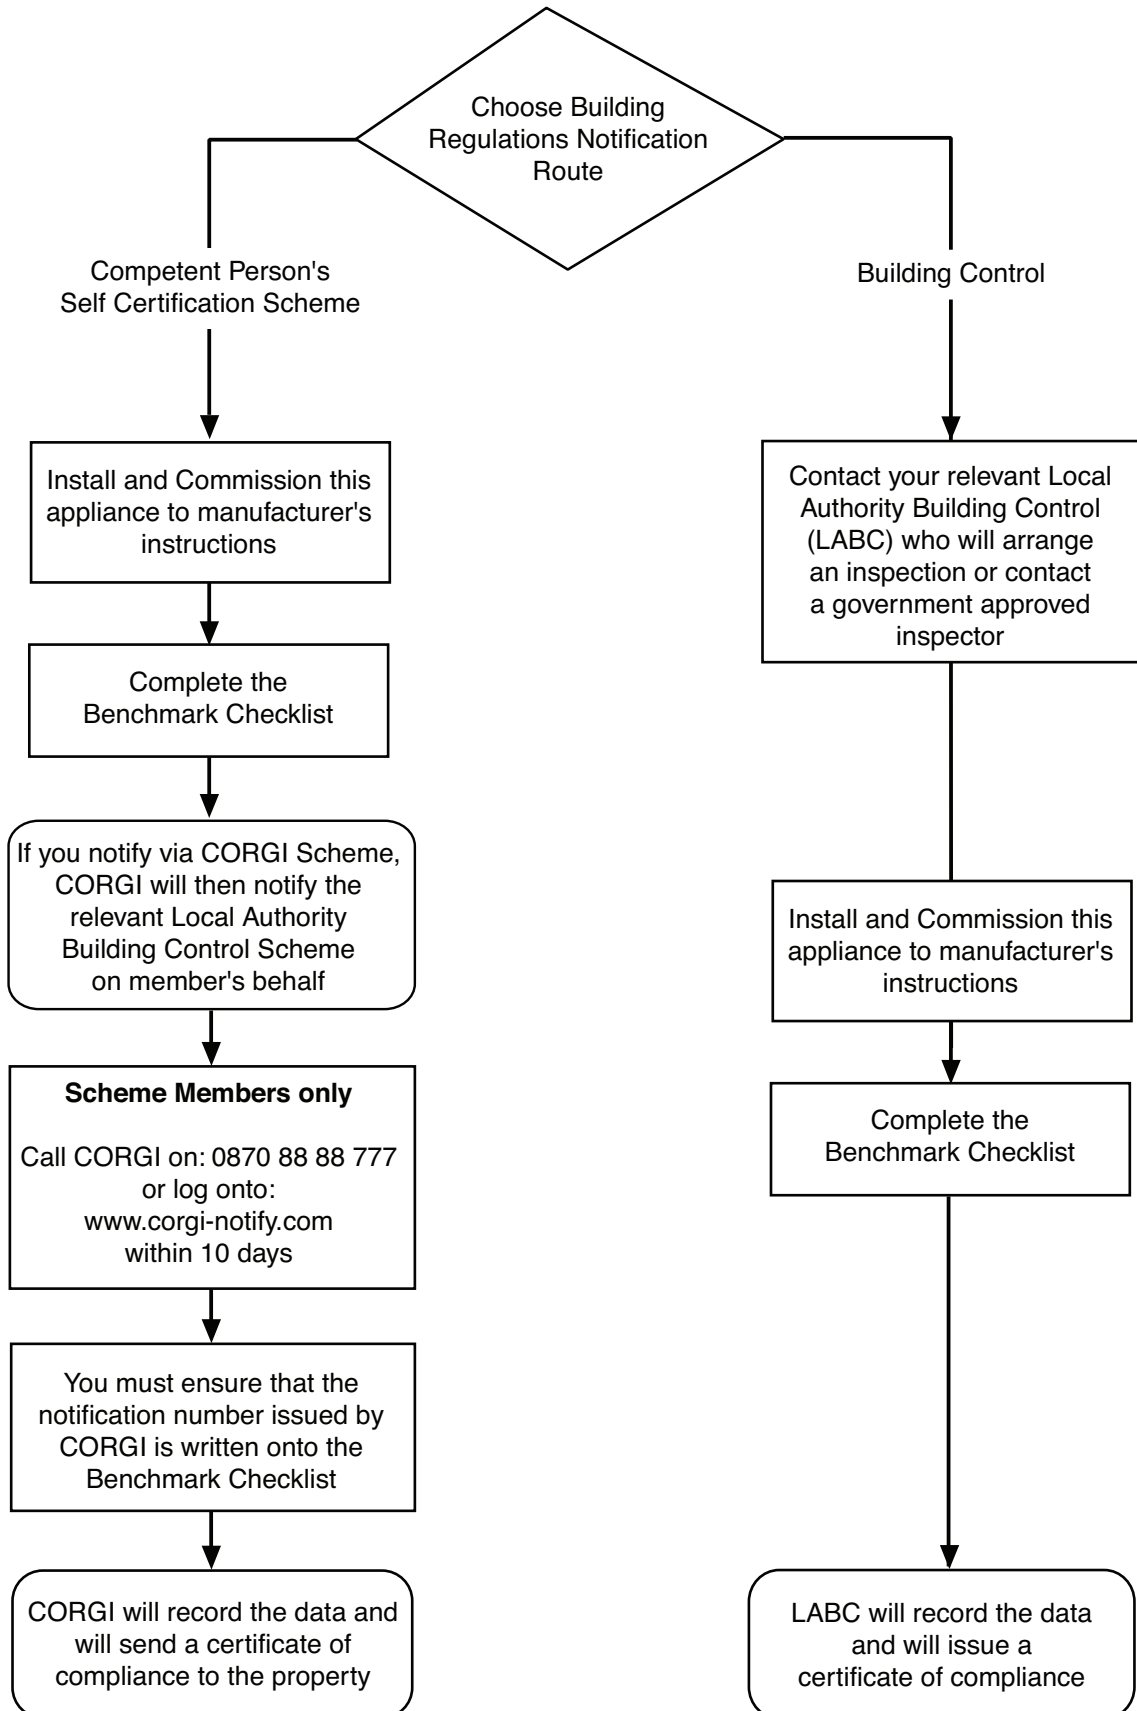 Choose Building
Regulations Notification
Route
Competent Person's
Self Certification Scheme
Building Control
Install and Commission this
appliance to manufacturer's
instructions
Complete the
Benchmark Checklist
If you notify via CORGI Scheme,
CORGI will then notify the
relevant Local Authority
Building Control Scheme
on member's behalf
Scheme Members only
Call CORGI on: 0870 88 88 777
or log onto:
www.corgi-notify.com
within 10 days
You must ensure that the
notification number issued by
CORGI is written onto the
Benchmark Checklist
CORGI will record the data and
will send a certificate of
compliance to the property
Contact your relevant Local
Authority Building Control
(LABC) who will arrange
an inspection or contact
a government approved
inspector
Install and Commission this
appliance to manufacturer's
instructions
Complete the
Benchmark Checklist
LABC will record the data
and will issue a
certificate of compliance